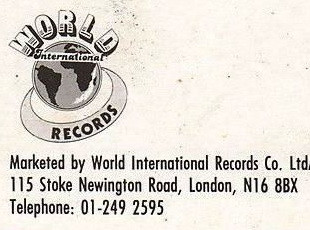 WORLD
International
RECORDS
Marketed by World International Records Co. Ltd
115 Stoke Newington Road, London, N16 8BX
Telephone: 01-249 2595